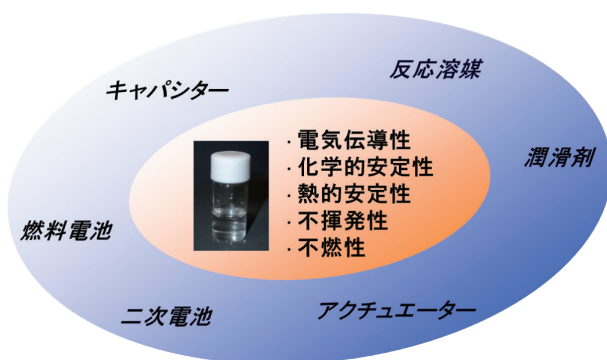 キャパシター
反応溶媒
・電気伝導性
・化学的安定性
・熱的安定性
・不揮発性
・不燃性
潤滑剤
燃料電池
二次電池
アクチュエーター